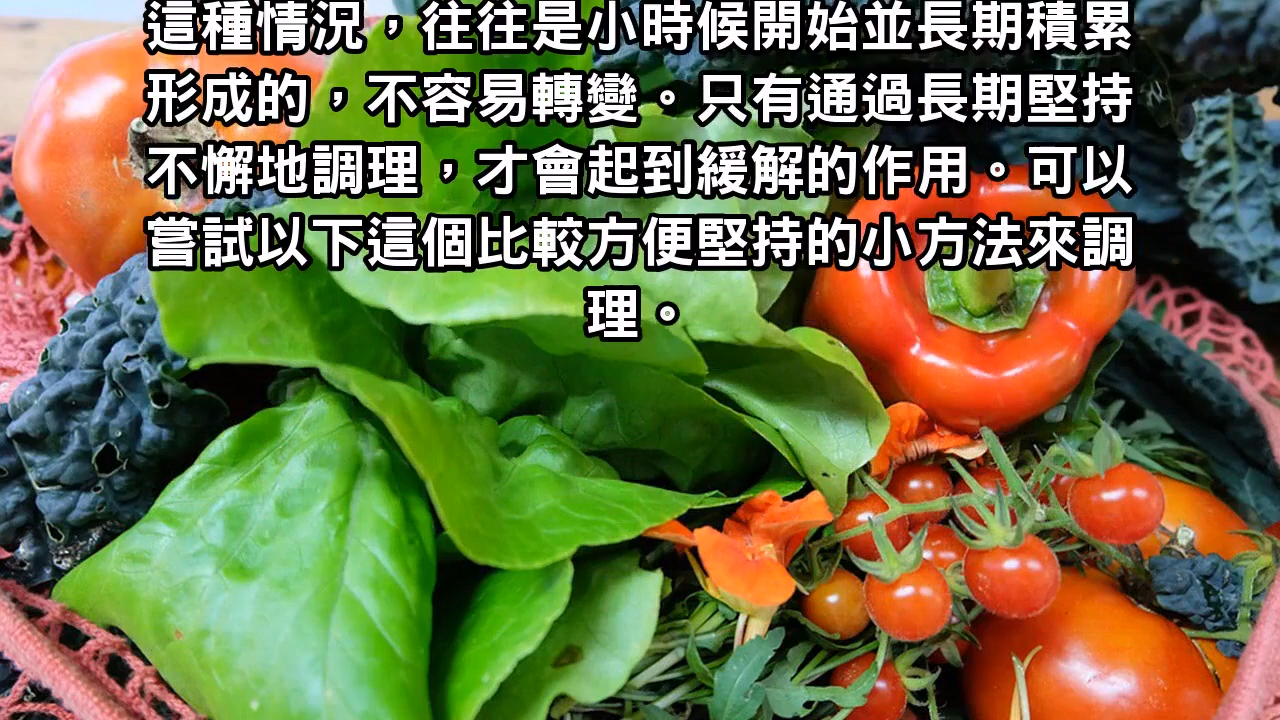 這種情況，往往是小時候開始並長期積累
形成的，不容易轉變。只有通過長期堅持
不懈地調理，才會起到緩解的作用。可以
嘗試以下這個比較方便堅持的小方法來調
理。